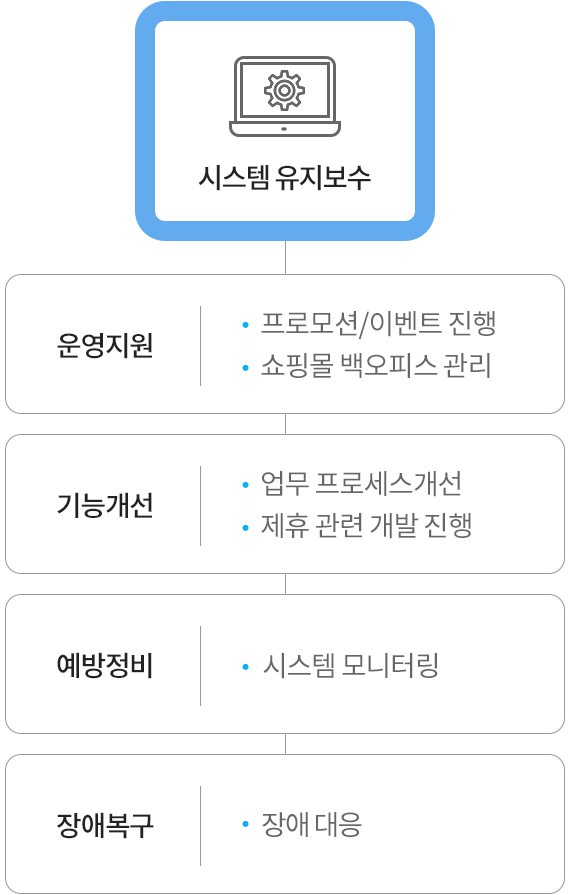 시스템 유지보수
운영지원
• 프로모션/이벤트 진행
• 쇼핑몰 백오피스 관리
기능개선
• 업무 프로세스개선
• 제휴 관련 개발 진행
예방정비
• 시스템 모니터링
장애복구
• 장애 대응